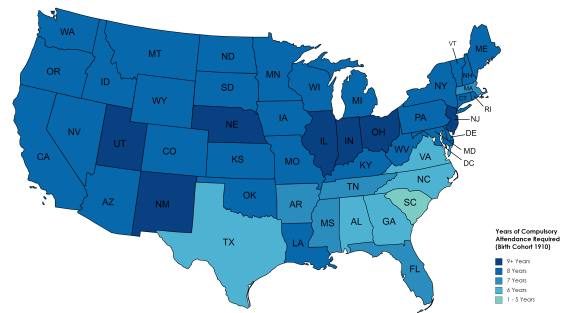 VT
WA
ME
MT
ND
OR
MN
NH
ID
WI
NY
MA
SD
MI
CT
RI
WY
PA
NJ
IA
NE
OH
NV
IL
IN
DE
UT
WV
MD
CO
VA
CA
KS
MO
KY
DC
NC
TN
OK
AZ
NM
AR
SC
MS
AL
GA
TX
LA
FL
Years of Compulsory
Attendance Required
(Birth Cohort 1910)
9+ Years
8 Years
7 Years
6 Years
1 - 5 Years